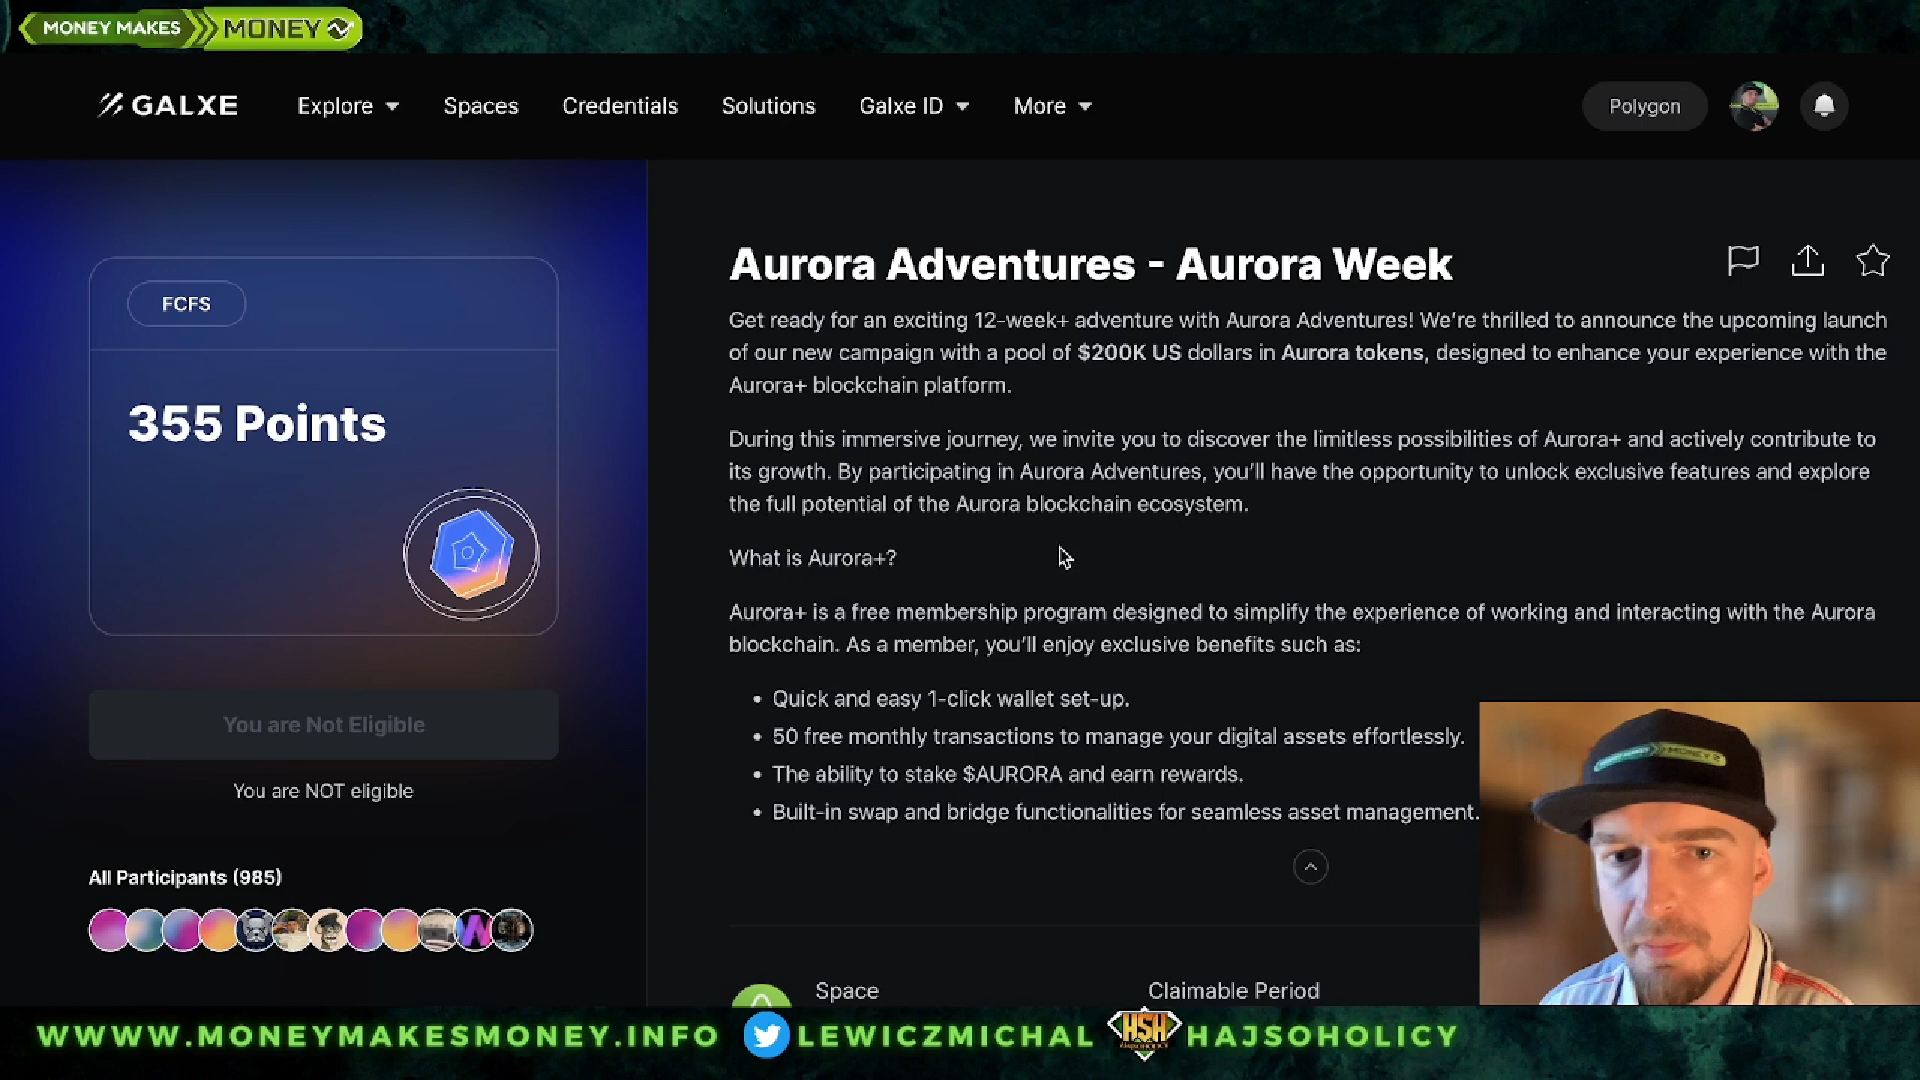 MONEY MAKES MONEY
GALXE
Explore
Spaces
Credentials
Solutions
Galxe ID
More
Polygon
FCFS
355 Points
You are Not Eligible
You are NOT eligible
All Participants (985)
Aurora Adventures - Aurora Week
Get ready for an exciting 12-week+ adventure with Aurora Adventures! We’re thrilled to announce the upcoming launch
of our new campaign with a pool of $200K US dollars in Aurora tokens, designed to enhance your experience with the
Aurora+ blockchain platform.
During this immersive journey, we invite you to discover the limitless possibilities of Aurora+ and actively contribute to
its growth. By participating in Aurora Adventures, you’ll have the opportunity to unlock exclusive features and explore
the full potential of the Aurora blockchain ecosystem.
What is Aurora+?
Aurora+ is a free membership program designed to simplify the experience of working and interacting with the Aurora
blockchain. As a member, you’ll enjoy exclusive benefits such as:
• Quick and easy 1-click wallet set-up.
• 50 free monthly transactions to manage your digital assets effortlessly.
• The ability to stake $AURORA and earn rewards.
• Built-in swap and bridge functionalities for seamless asset management.
Space
Claimable Period
MONEY
WWWW.MONEYMAKESMONEY.INFO
LEWICZMICHAL
HSH
HAJSOHOLICY